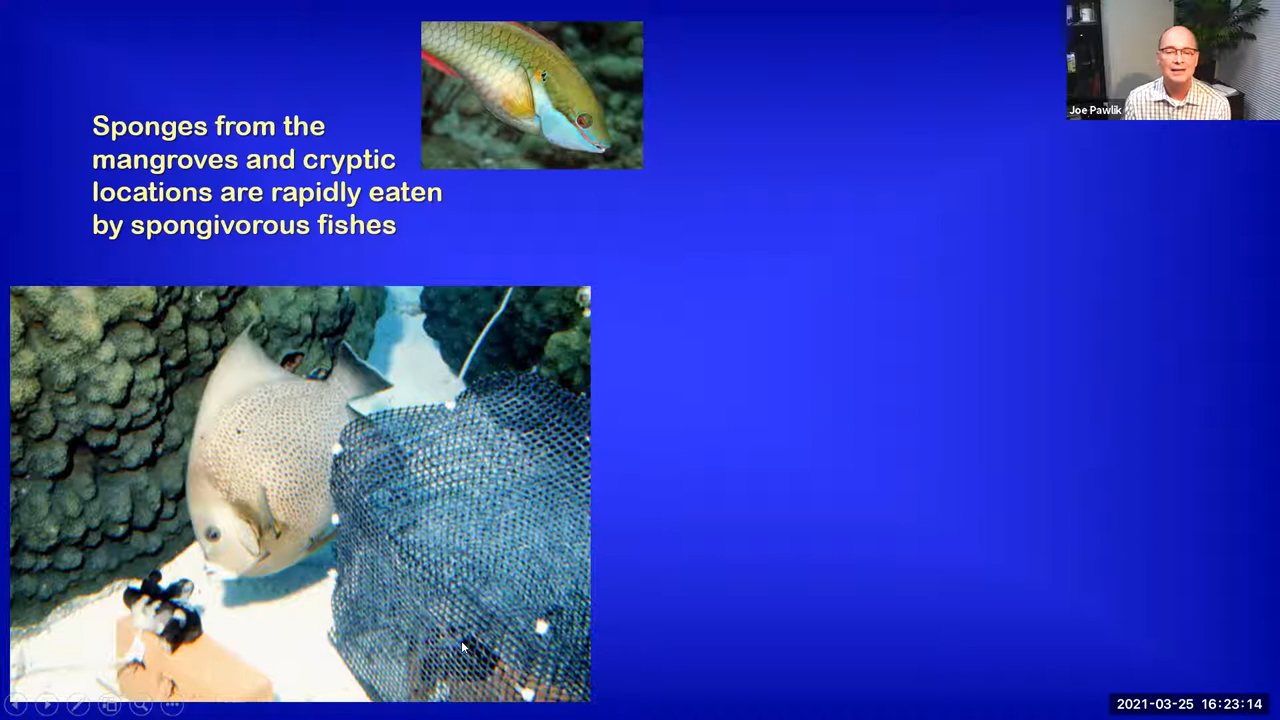 Sponges from the
mangroves and cryptic
locations are rapidly eaten
by spongivorous fishes
Joe Pawlik
2021-03-25 16:23:14